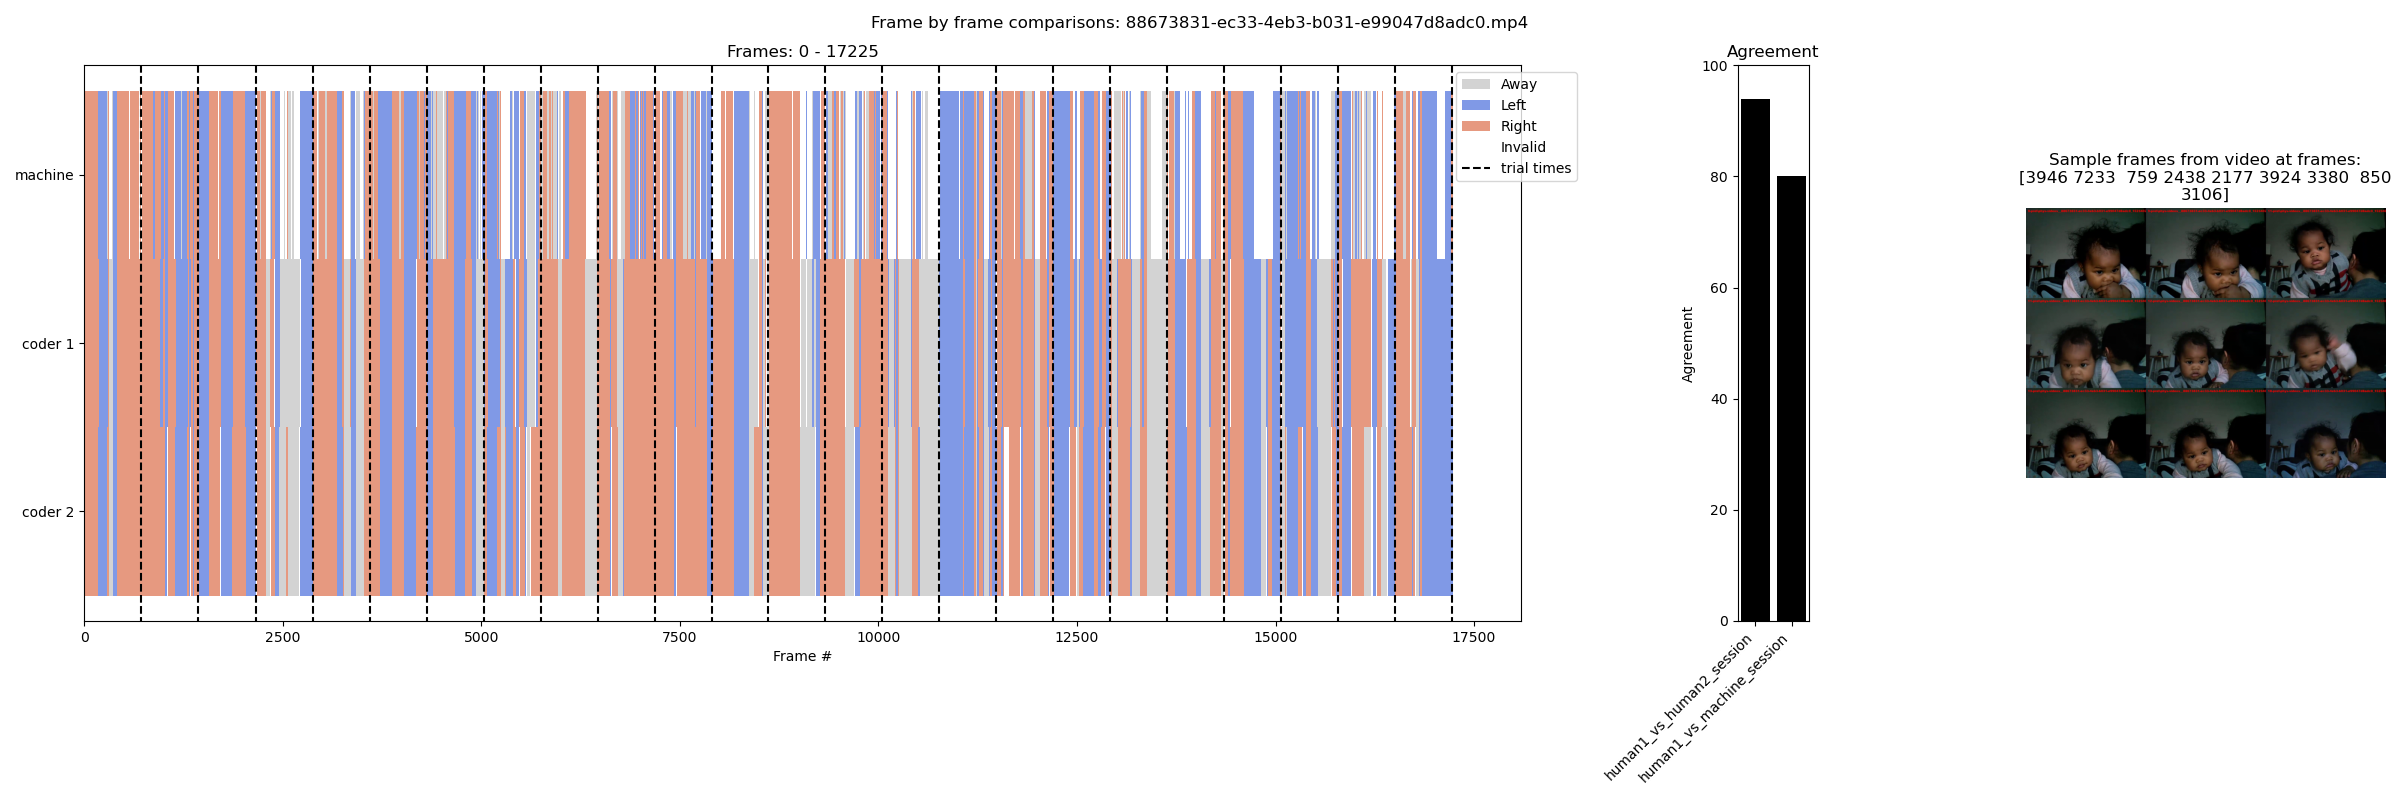 Frame by frame comparisons: 88673831-ec33-4eb3-b031-e99047d8adc0.mp4
Frames: 0 - 17225
machine
coder 1
coder 2
0
2500
5000
7500
10000
12500
15000
17500
Frame #
Away
Left
Right
Invalid
trial times
Agreement
100
80
60
40
20
0
Agreement
human1_vs_human2_session
human1_vs_machine_session
Sample frames from video at frames:
[3946 7233  759 2438 2177 3924 3380  850
3106]